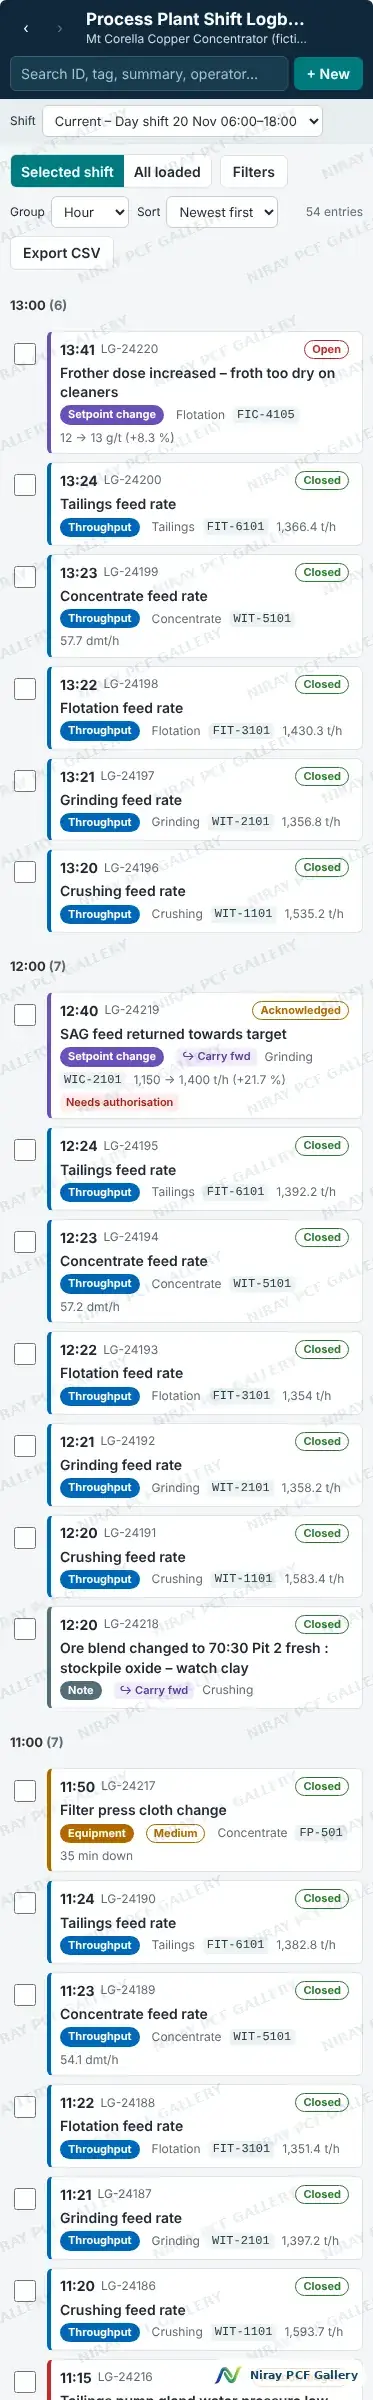 ‹ › Process Plant Shift Logb...
Mt Corella Copper Concentrator (ficti...
Search ID, tag, summary, operator...
+ New
Shift Current – Day shift 20 Nov 06:00–18:00
Selected shift All loaded Filters
Group Hour Sort Newest first 54 entries
Export CSV
13:00 (6)
13:41 LG-24220 Open
Frother dose increased – froth too dry on
cleaners
Setpoint change Flotation FIC-4105
12 → 13 g/t (+8.3 %)
13:24 LG-24200 Closed
Tailings feed rate
Throughput Tailings FIT-6101 1,366.4 t/h
13:23 LG-24199 Closed
Concentrate feed rate
Throughput Concentrate WIT-5101
57.7 dmt/h
13:22 LG-24198 Closed
Flotation feed rate
Throughput Flotation FIT-3101 1,430.3 t/h
13:21 LG-24197 Closed
Grinding feed rate
Throughput Grinding WIT-2101 1,356.8 t/h
13:20 LG-24196 Closed
Crushing feed rate
Throughput Crushing WIT-1101 1,535.2 t/h
12:00 (7)
12:40 LG-24219 Acknowledged
SAG feed returned towards target
Setpoint change ↪ Carry fwd Grinding
WIC-2101 1,150 → 1,400 t/h (+21.7 %)
Needs authorisation
12:24 LG-24195 Closed
Tailings feed rate
Throughput Tailings FIT-6101 1,392.2 t/h
12:23 LG-24194 Closed
Concentrate feed rate
Throughput Concentrate WIT-5101
57.2 dmt/h
12:22 LG-24193 Closed
Flotation feed rate
Throughput Flotation FIT-3101 1,354 t/h
12:21 LG-24192 Closed
Grinding feed rate
Throughput Grinding WIT-2101 1,358.2 t/h
12:20 LG-24191 Closed
Crushing feed rate
Throughput Crushing WIT-1101 1,583.4 t/h
12:20 LG-24218 Closed
Ore blend changed to 70:30 Pit 2 fresh :
stockpile oxide – watch clay
Note ↪ Carry fwd Crushing
11:00 (7)
11:50 LG-24217 Closed
Filter press cloth change
Equipment Medium Concentrate FP-501
35 min down
11:24 LG-24190 Closed
Tailings feed rate
Throughput Tailings FIT-6101 1,382.8 t/h
11:23 LG-24189 Closed
Concentrate feed rate
Throughput Concentrate WIT-5101
54.1 dmt/h
11:22 LG-24188 Closed
Flotation feed rate
Throughput Flotation FIT-3101 1,351.4 t/h
11:21 LG-24187 Closed
Grinding feed rate
Throughput Grinding WIT-2101 1,397.2 t/h
11:20 LG-24186 Closed
Crushing feed rate
Throughput Crushing WIT-1101 1,593.7 t/h
11:15 LG-24216
Niray PCF Gallery
NIRAY PCF GALLERY